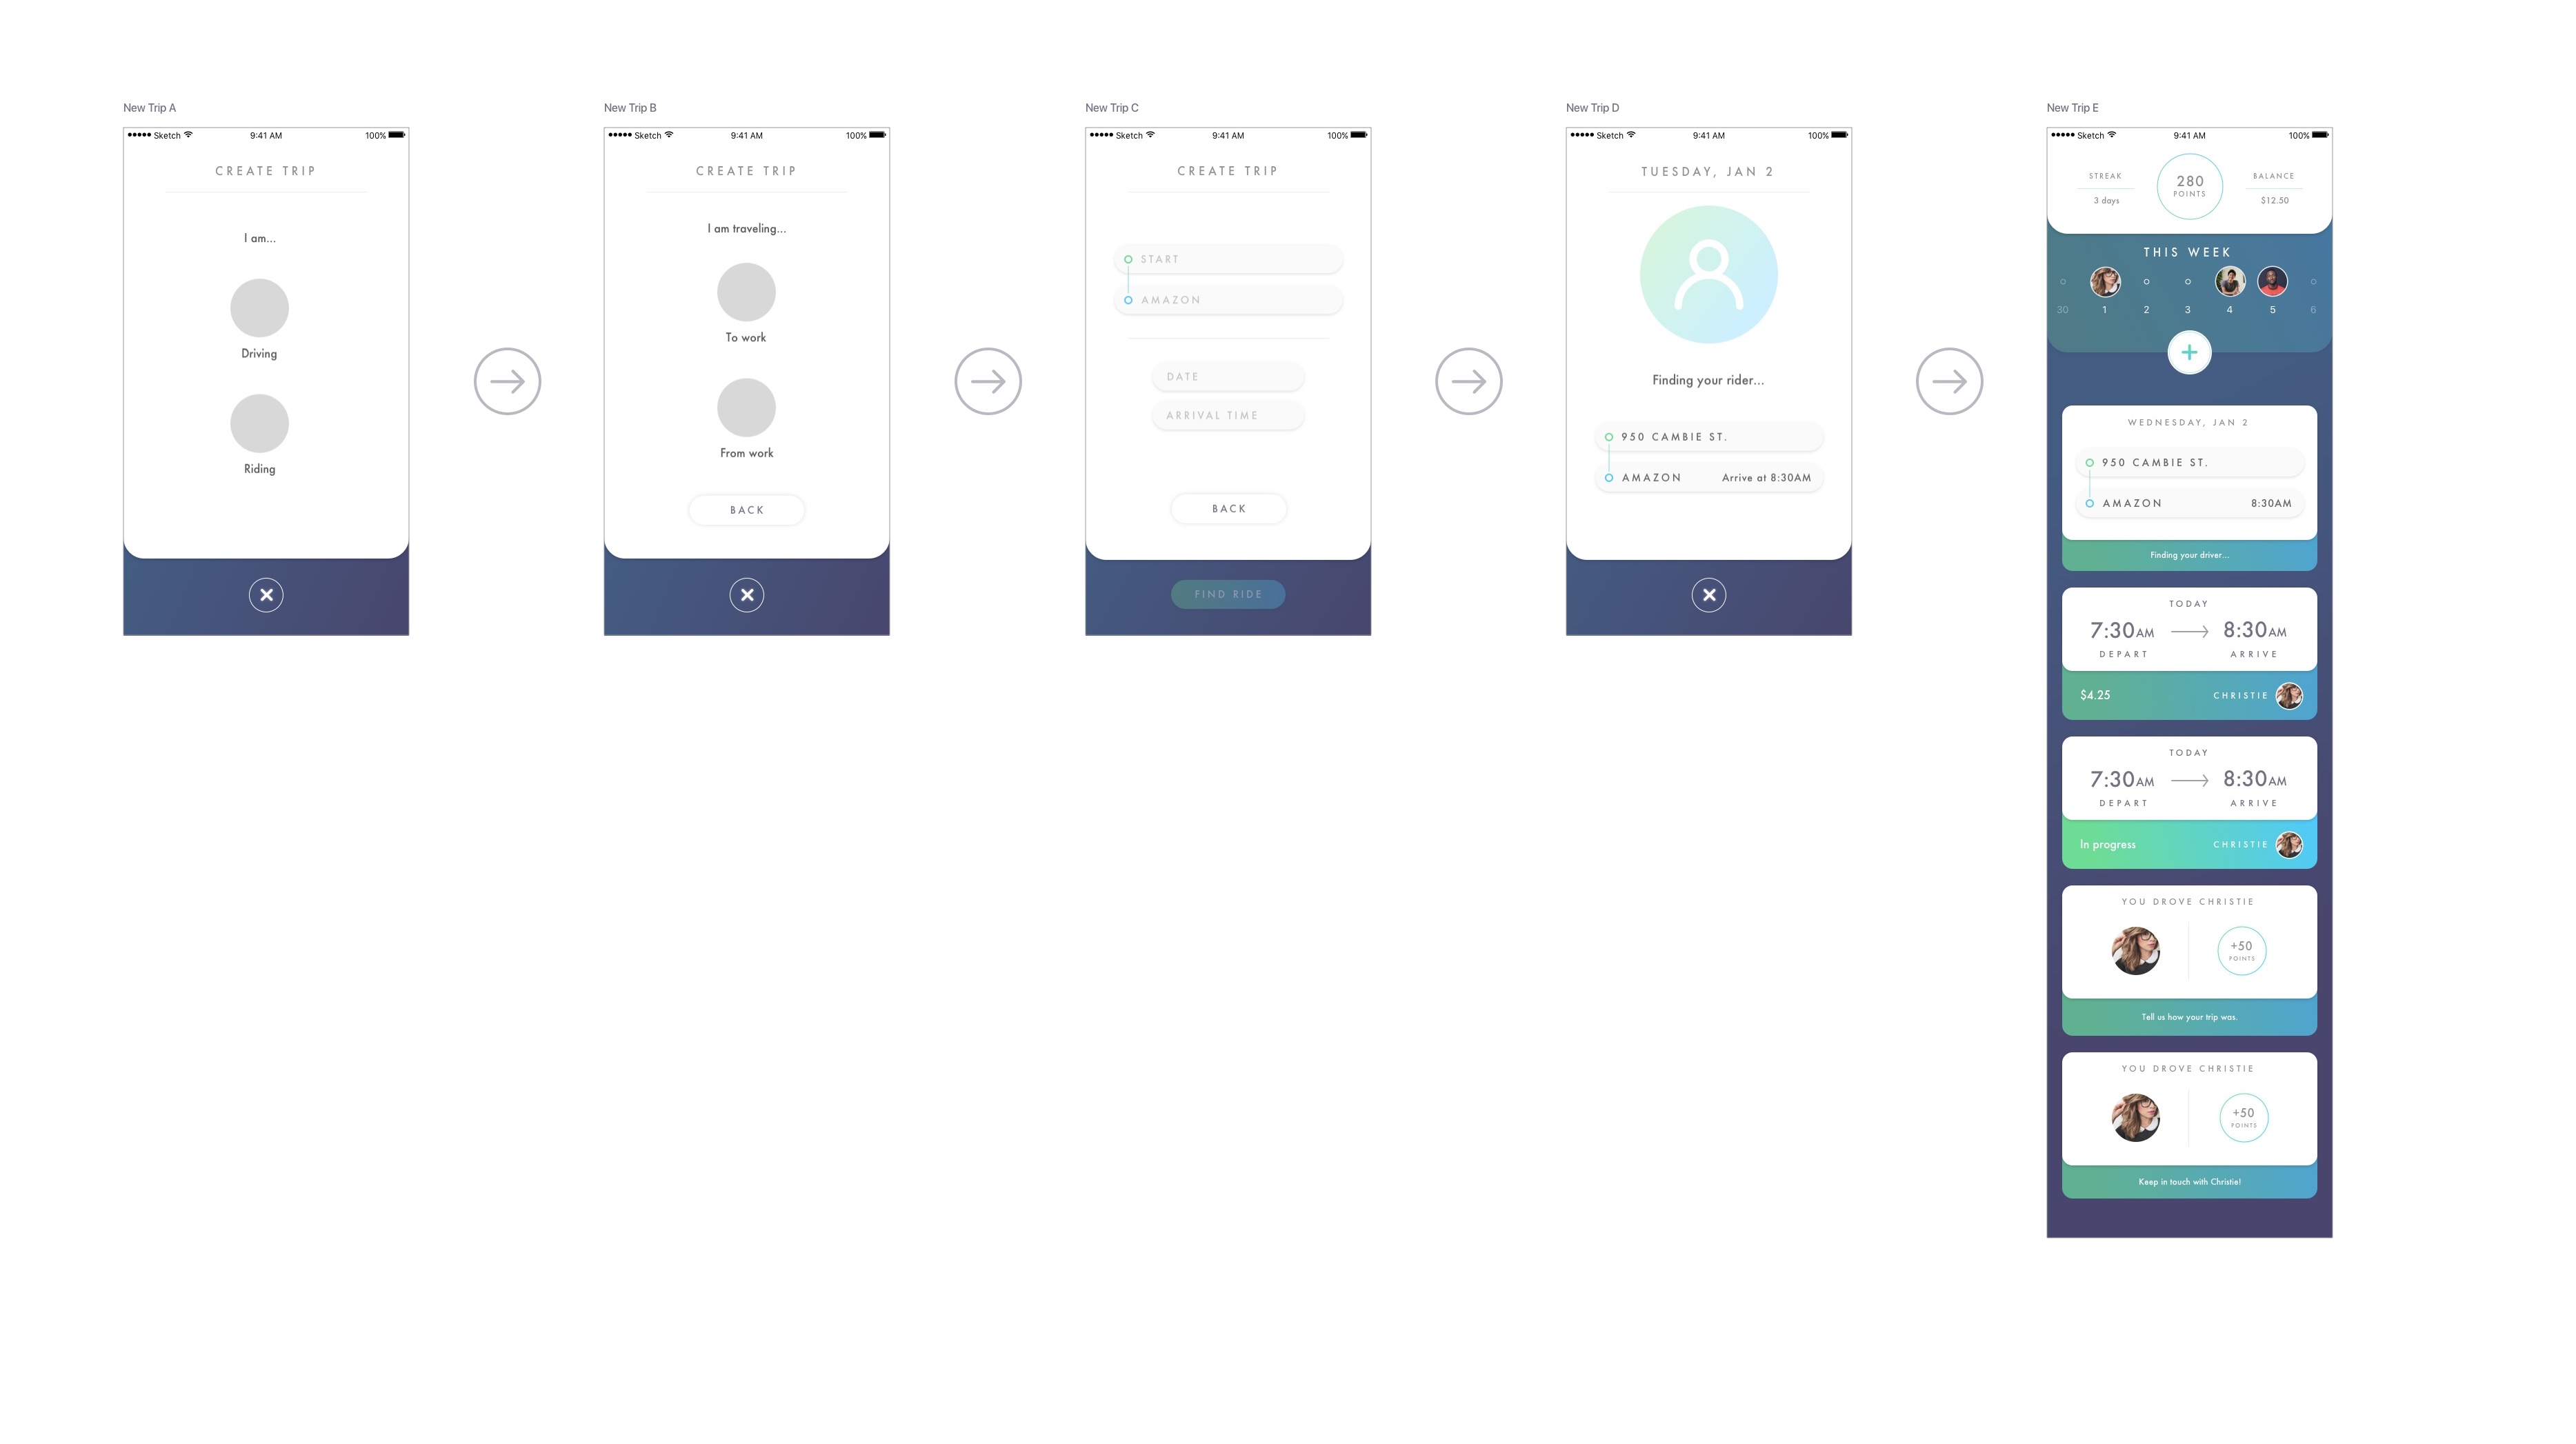 New Trip A
Sketch 9:41 AM 100%
CREATE TRIP
I am...
Driving
Riding
New Trip B
Sketch 9:41 AM 100%
CREATE TRIP
I am traveling...
To work
From work
BACK
New Trip C
Sketch 9:41 AM 100%
CREATE TRIP
START
AMAZON
DATE
ARRIVAL TIME
BACK
FIND RIDE
New Trip D
Sketch 9:41 AM 100%
TUESDAY, JAN 2
Finding your rider...
950 CAMBIE ST.
AMAZON Arrive at 8:30AM
New Trip E
Sketch 9:41 AM 100%
STREAK
3 days
280
POINTS
BALANCE
$12.50
THIS WEEK
30 1 2 3 4 5 6
WEDNESDAY, JAN 2
950 CAMBIE ST.
AMAZON 8:30AM
Finding your driver...
TODAY
7:30AM 8:30AM
DEPART ARRIVE
$4.25 CHRISTIE
TODAY
7:30AM 8:30AM
DEPART ARRIVE
In progress CHRISTIE
YOU DROVE CHRISTIE
+50
POINTS
Tell us how your trip was.
YOU DROVE CHRISTIE
+50
POINTS
Keep in touch with Christie!